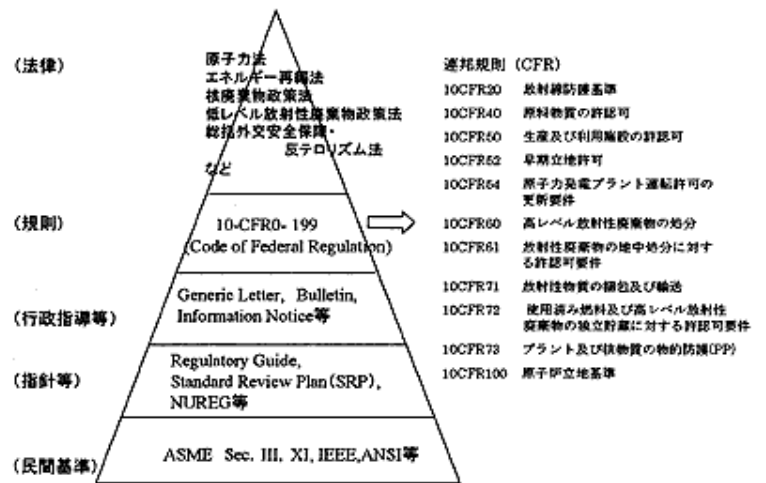 (法律)
原子力法
エネルギー再編法
核廃棄物政策法
低レベル放射性廃棄物政策法
総括外交安全保障・
反テロリズム法
など
(規則)
10-CFR0-199
(Code of Federal Regulation)
(行政指導等)
Generic Letter, Bulletin,
Information Notice等
(指針等)
Regulatory Guide,
Standard Review Plan(SRP),
NUREG等
(民間基準)
ASME Sec. III, XI, IEEE,ANSI等
連邦規則 (CFR)
10CFR20 放射線防護基準
10CFR40 原料物質の許認可
10CFR50 生産及び利用施設の許認可
10CFR52 早期立地許可
10CFR54 原子力発電プラント運転許可の
更新要件
10CFR60 高レベル放射性廃棄物の処分
10CFR61 放射性廃棄物の地中処分に対す
る許認可要件
10CFR71 放射性物質の梱包及び輸送
10CFR72 使用済み燃料及び高レベル放射性
廃棄物の独立貯蔵に対する許認可要件
10CFR73 プラント及び核物質の物的防護(PP)
10CFR100 原子炉立地基準